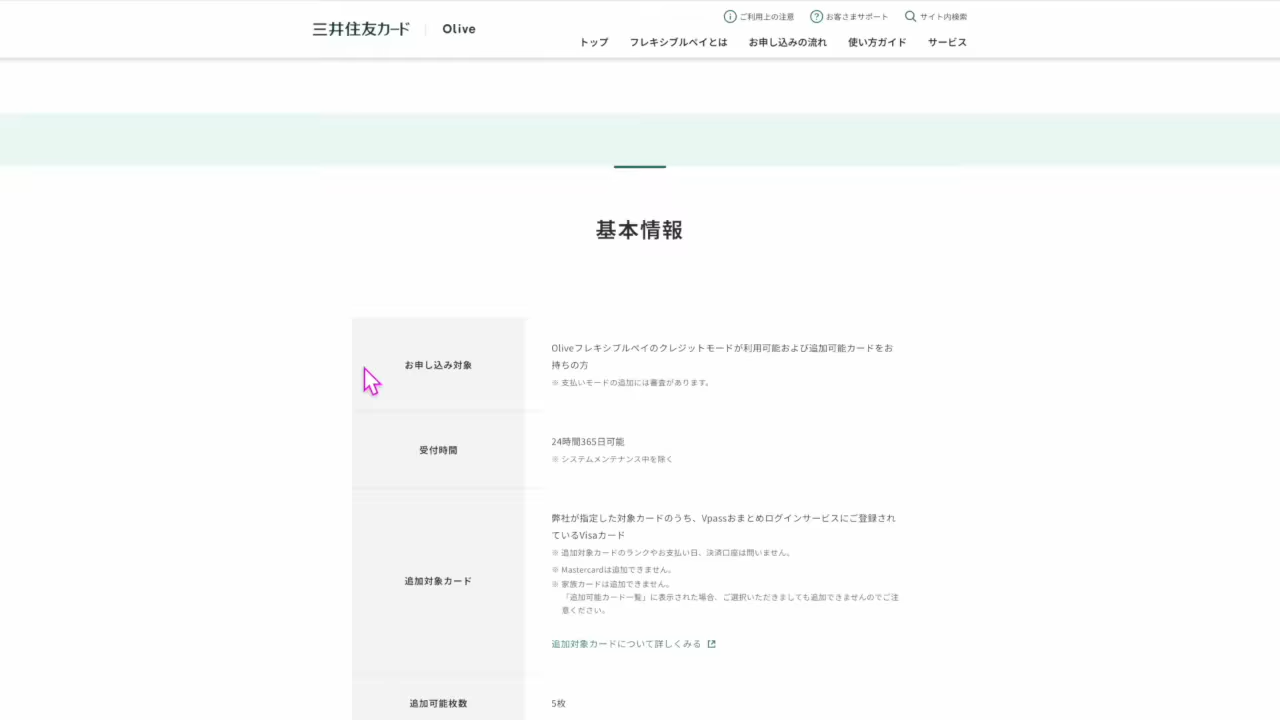 三井住友カード
Olive
ご利用上の注意
お客さまサポート
サイト内検索
トップ
フレキシブルペイとは
お申し込みの流れ
使い方ガイド
サービス
基本情報
お申し込み対象
Oliveフレキシブルペイのクレジットモードが利用可能および追加可能カードをお
持ちの方
※ 支払いモードの追加には審査があります。
受付時間
24時間365日可能
※ システムメンテナンス中を除く
追加対象カード
弊社が指定した対象カードのうち、Vpassおまとめログインサービスにご登録され
ているVisaカード
※ 追加対象カードのランクやお支払い日、決済口座は問いません。
※ Mastercardは追加できません。
※ 家族カードは追加できません。
「追加可能カード一覧」に表示された場合、ご選択いただきましても追加できませんのでご注
意ください。
追加対象カードについて詳しくみる
追加可能枚数
5枚